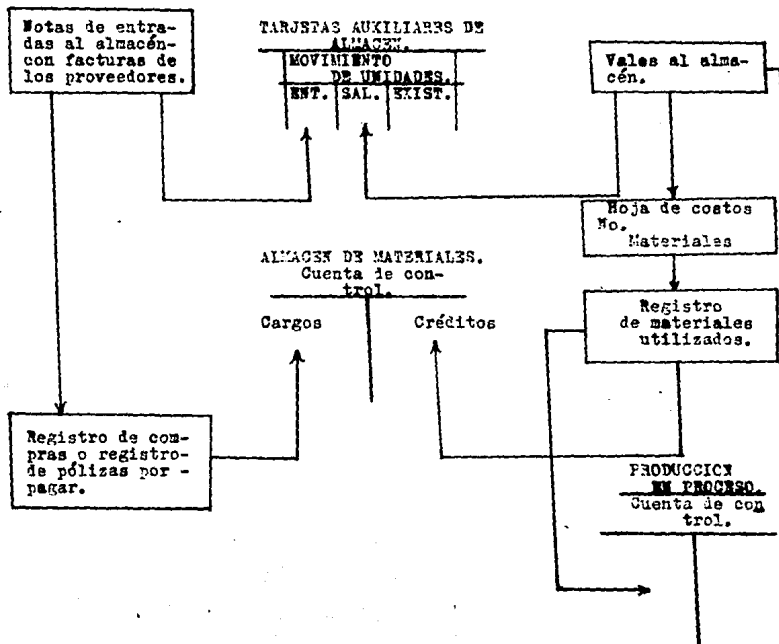 Notas de entra-
das al almacén-
con facturas de
los proveedores.
TARJETAS AUXILIARES DE
ALMACEN.
MOVIMIENTO
DE UNIDADES.
ENT. SAL. EXIST.
Vales al alma-
cén.
Hoja de costos
No.
Materiales
ALMACEN DE MATERIALES.
Cuenta de con-
trol.
Cargos Créditos
Registro
de materiales
utilizados.
Registro de com-
pras o registro-
de pólizas por -
pagar.
PRODUCCION
EN PROCESO.
Cuenta de con
trol.